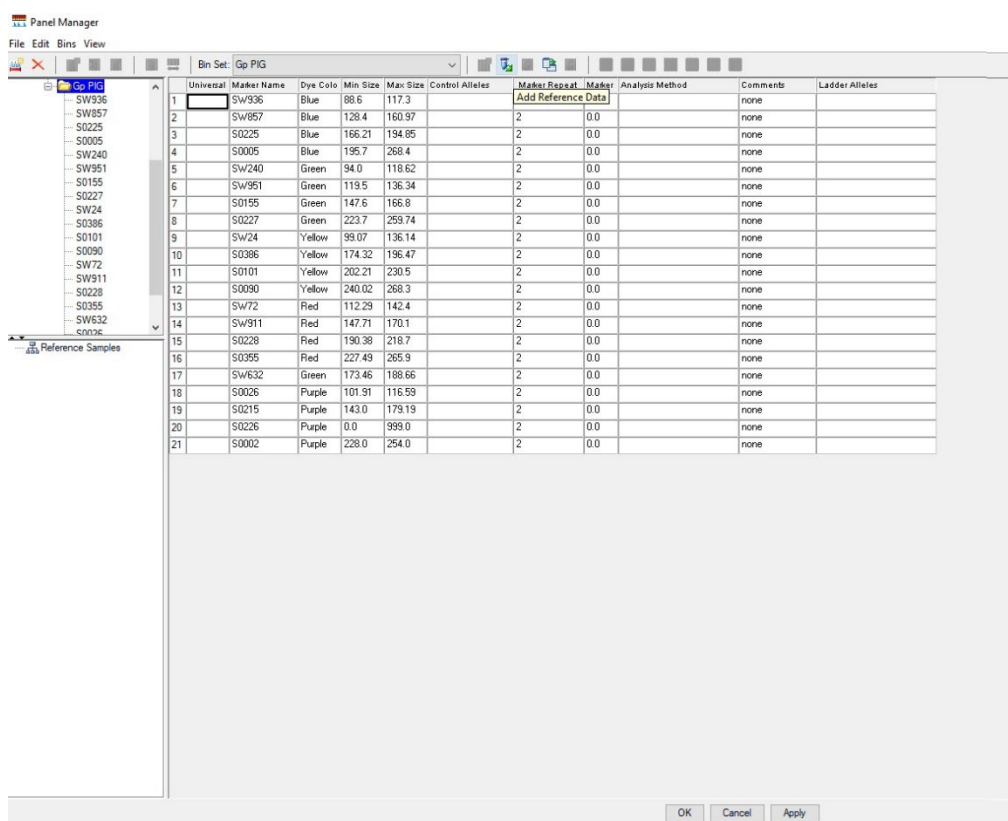 Panel Manager
File Edit Bins View
Bin Set: Gp PIG
Gp PIG
SW936
SW857
S0225
S0005
SW240
SW951
S0155
S0227
SW24
S0386
S0101
S0090
SW72
SW911
S0228
S0355
SW632
S0026
Reference Samples
Universal Marker Name Dye Colo Min Size Max Size Control Alleles Marker Repeat Marker Analysis Method Comments Ladder Alleles
Add Reference Data
1 SW936 Blue 88.6 117.3 none
2 SW857 Blue 128.4 160.97 2 0.0 none
3 S0225 Blue 166.21 194.85 2 0.0 none
4 S0005 Blue 195.7 268.4 2 0.0 none
5 SW240 Green 94.0 118.62 2 0.0 none
6 SW951 Green 119.5 136.34 2 0.0 none
7 S0155 Green 147.6 166.8 2 0.0 none
8 S0227 Green 223.7 259.74 2 0.0 none
9 SW24 Yellow 99.07 136.14 2 0.0 none
10 S0386 Yellow 174.32 196.47 2 0.0 none
11 S0101 Yellow 202.21 230.5 2 0.0 none
12 S0090 Yellow 240.02 268.3 2 0.0 none
13 SW72 Red 112.29 142.4 2 0.0 none
14 SW911 Red 147.71 170.1 2 0.0 none
15 S0228 Red 190.38 218.7 2 0.0 none
16 S0355 Red 227.49 265.9 2 0.0 none
17 SW632 Green 173.46 188.66 2 0.0 none
18 S0026 Purple 101.91 116.59 2 0.0 none
19 S0215 Purple 143.0 179.19 2 0.0 none
20 S0226 Purple 0.0 999.0 2 0.0 none
21 S0002 Purple 228.0 254.0 2 0.0 none
OK Cancel Apply